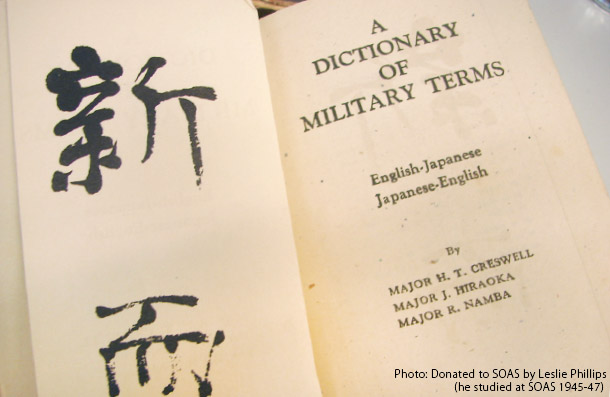 新
而
A
DICTIONARY
OF
MILITARY TERMS
English-Japanese
Japanese-English
By
MAJOR H. T. CRESWELL
MAJOR J. HIRAOKA
MAJOR R. NAMBA
Photo: Donated to SOAS by Leslie Phillips
(he studied at SOAS 1945-47)